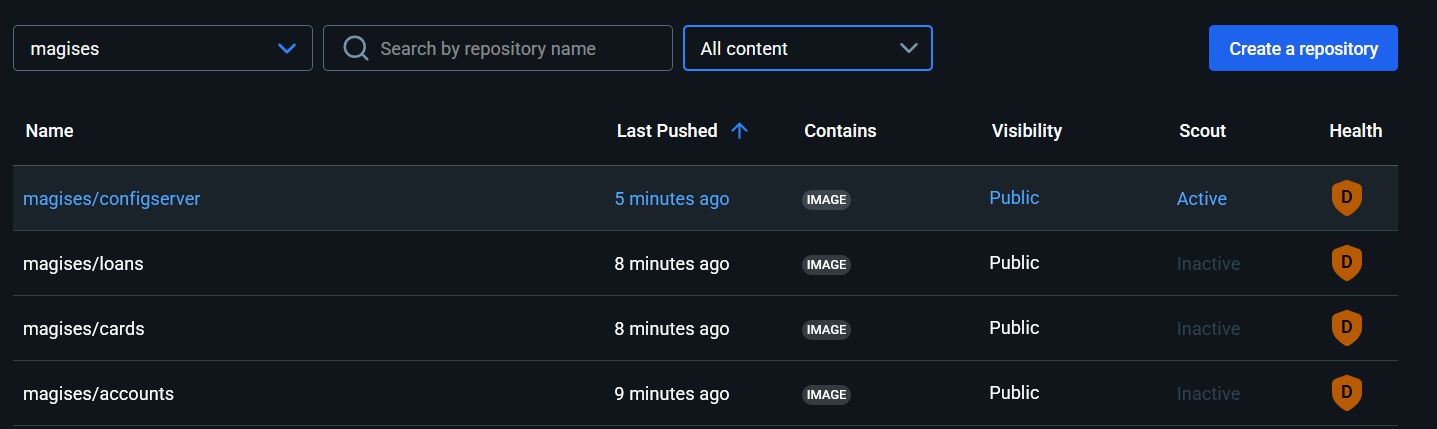 magises Search by repository name All content Create a repository
Name Last Pushed Contains Visibility Scout Health
magises/configserver 5 minutes ago IMAGE Public Active D
magises/loans 8 minutes ago IMAGE Public Inactive D
magises/cards 8 minutes ago IMAGE Public Inactive D
magises/accounts 9 minutes ago IMAGE Public Inactive D